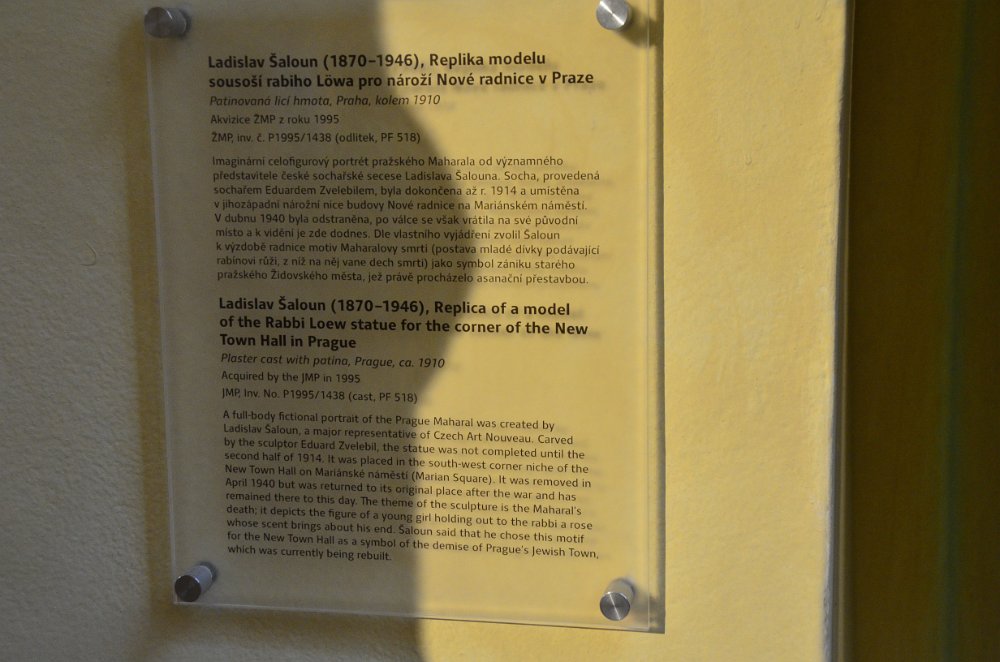 Ladislav Šaloun (1870–1946), Replika modelu
sousoší rabiho Löwa pro nároží Nové radnice v Praze
Patinovaná licí hmota, Praha, kolem 1910
Akvizice ŽMP z roku 1995
ŽMP, inv. č. P1995/1438 (odlitek, PF 518)
Imaginární celofigurový portrét pražského Maharala od významného
představitele české sochařské secese Ladislava Šalouna. Socha, provedená
sochařem Eduardem Zvelebilem, byla dokončena až r. 1914 a umístěna
v jihozápadní nárožní nice budovy Nové radnice na Mariánském náměstí.
V dubnu 1940 byla odstraněna, po válce se však vrátila na své původní
místo a k vidění je zde dodnes. Dle vlastního vyjádření zvolil Šaloun
k výzdobě radnice motiv Maharalovy smrti (postava mladé dívky podávající
rabínovi růži, z níž na něj vane dech smrti) jako symbol zániku starého
pražského Židovského města, jež právě procházelo asanační přestavbou.
Ladislav Šaloun (1870–1946), Replica of a model
of the Rabbi Loew statue for the corner of the New
Town Hall in Prague
Plaster cast with patina, Prague, ca. 1910
Acquired by the JMP in 1995
JMP, Inv. No. P1995/1438 (cast, PF 518)
A full-body fictional portrait of the Prague Maharal was created by
Ladislav Šaloun, a major representative of Czech Art Nouveau. Carved
by the sculptor Eduard Zvelebil, the statue was not completed until the
second half of 1914. It was placed in the south-west corner niche of the
New Town Hall on Mariánské náměstí (Marian Square). It was removed in
April 1940 but was returned to its original place after the war and has
remained there to this day. The theme of the sculpture is the Maharal's
death; it depicts the figure of a young girl holding out to the rabbi a rose
whose scent brings about his end. Šaloun said that he chose this motif
for the New Town Hall as a symbol of the demise of Prague's Jewish Town,
which was currently being rebuilt.